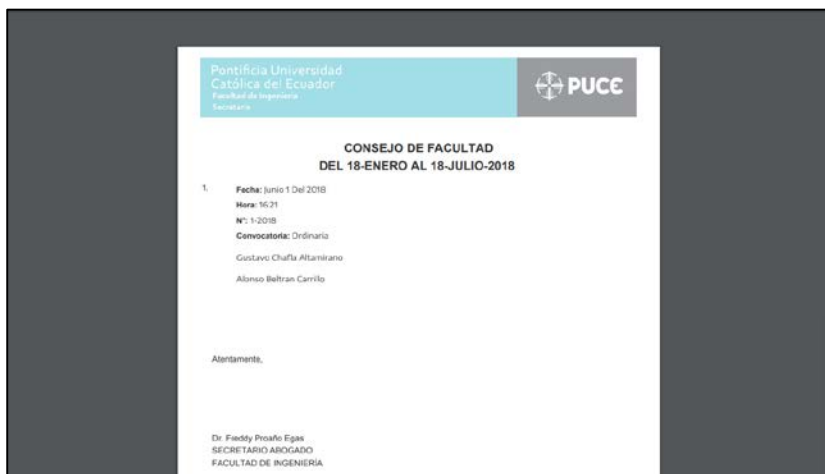 Pontificia Universidad
Católica del Ecuador
Facultad de Ingeniería
Secretaría
PUCE
CONSEJO DE FACULTAD
DEL 18-ENERO AL 18-JULIO-2018
1. Fecha: Junio 1 Del 2018
Hora: 16:21
N°: 1-2018
Convocatoria: Ordinaria
Gustavo Chafla Altamirano
Alonso Beltran Carrillo
Atentamente,
Dr. Freddy Proaño Egas
SECRETARIO ABOGADO
FACULTAD DE INGENIERÍA